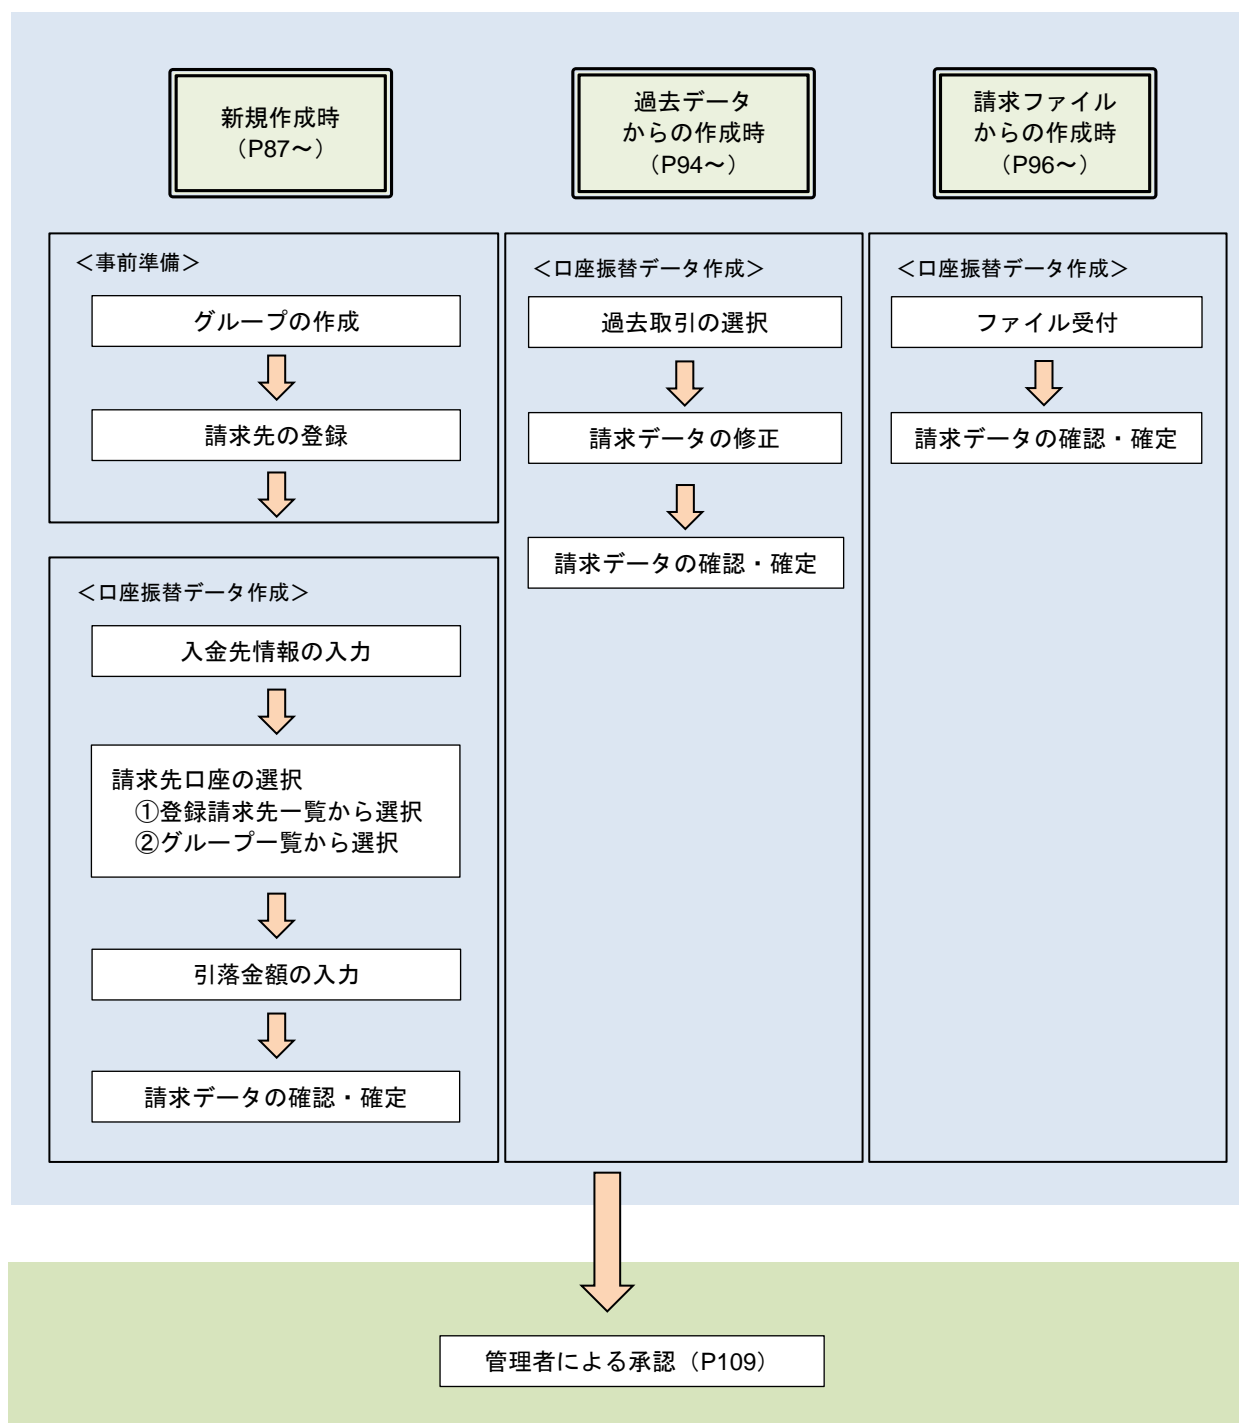 新規作成時
（P87～）
過去データ
からの作成時
（P94～）
請求ファイル
からの作成時
（P96～）
＜事前準備＞
グループの作成
請求先の登録
＜口座振替データ作成＞
入金先情報の入力
請求先口座の選択
①登録請求先一覧から選択
②グループ一覧から選択
引落金額の入力
請求データの確認・確定
＜口座振替データ作成＞
過去取引の選択
請求データの修正
請求データの確認・確定
＜口座振替データ作成＞
ファイル受付
請求データの確認・確定
管理者による承認（P109）